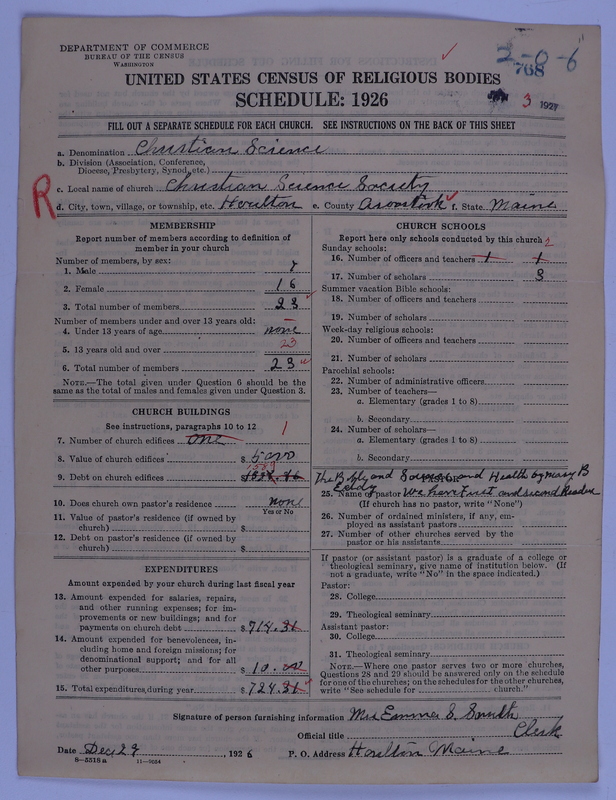 DEPARTMENT OF COMMERCE
BUREAU OF THE CENSUS
WASHINGTON
2-0-6
768
3 1927
UNITED STATES CENSUS OF RELIGIOUS BODIES
SCHEDULE: 1926
FILL OUT A SEPARATE SCHEDULE FOR EACH CHURCH. SEE INSTRUCTIONS ON THE BACK OF THIS SHEET
a. Denomination Christian Science
b. Division (Association, Conference, Diocese, Presbytery, Synod, etc.)
R
c. Local name of church Christian Science Society
d. City, town, village, or township, etc. Houlton e. County Aroostook f. State Maine
MEMBERSHIP
Report number of members according to definition of
member in your church
Number of members, by sex:
1. Male 7
2. Female 16
3. Total number of members 23
Number of members under and over 13 years old:
4. Under 13 years of age none
5. 13 years old and over 23
6. Total number of members 23
NOTE.—The total given under Question 6 should be
same as the total of males and females given under Question 3.
CHURCH BUILDINGS
See instructions, paragraphs 10 to 12
7. Number of church edifices one 1
8. Value of church edifices $ 5000
9. Debt on church edifices $
10. Does church own pastor's residence? none
Yes or No
11. Value of pastor's residence (if owned by
church) $
12. Debt on pastor's residence (if owned by
church) $
EXPENDITURES
Amount expended by your church during last fiscal year
13. Amount expended for salaries, repairs,
and other running expenses; for im-
provements or new buildings; and for
payments on church debt $ 714.31
14. Amount expended for benevolences, in-
cluding home and foreign missions; for
denominational support; and for all
other purposes $ 10.00
15. Total expenditures during year $ 724.31
CHURCH SCHOOLS
Report here only schools conducted by this church
2
Sunday schools:
16. Number of officers and teachers 1 1
17. Number of scholars 3
Summer vacation Bible schools:
18. Number of officers and teachers
19. Number of scholars
Week-day religious schools:
20. Number of officers and teachers
21. Number of scholars
Parochial schools:
22. Number of administrative officers
23. Number of teachers—
a. Elementary (grades 1 to 8)
b. Secondary
24. Number of scholars—
a. Elementary (grades 1 to 8)
b. Secondary
PASTOR
The Bible and Science and Health by Mary B
Eddy
25. Name of pastor We have First and second Reader
(If church has no pastor, write "None")
26. Number of ordained ministers, if any, em-
ployed as assistant pastors
27. Number of other churches served by the
pastor or his assistants
If pastor (or assistant pastor) is a graduate of a college or
theological seminary, give name of institution below. (If
not a graduate, write "No" in the space indicated.)
Pastor:
28. College
29. Theological seminary
Assistant pastor:
30. College
31. Theological seminary
NOTE.—Where one pastor serves two or more churches,
Questions 28 and 29 should be answered only on the schedule
for one of the churches; on the schedules for the other churches,
write "See schedule for church."
Signature of person furnishing information Mrs Emma S. Smith
Official title Clerk
Date Dec 29, 1926 P. O. Address Houlton Maine
8—5518a 11—9054